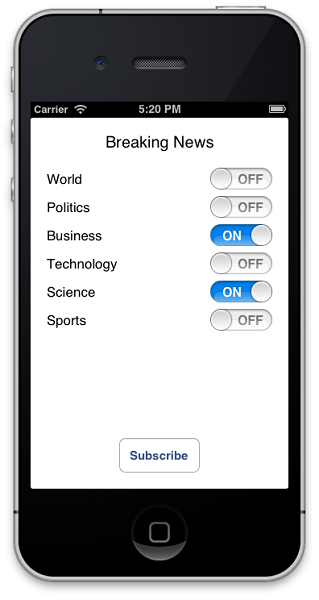 Carrier 5:20 PM
Breaking News
World OFF
Politics OFF
Business ON
Technology OFF
Science ON
Sports OFF
Subscribe